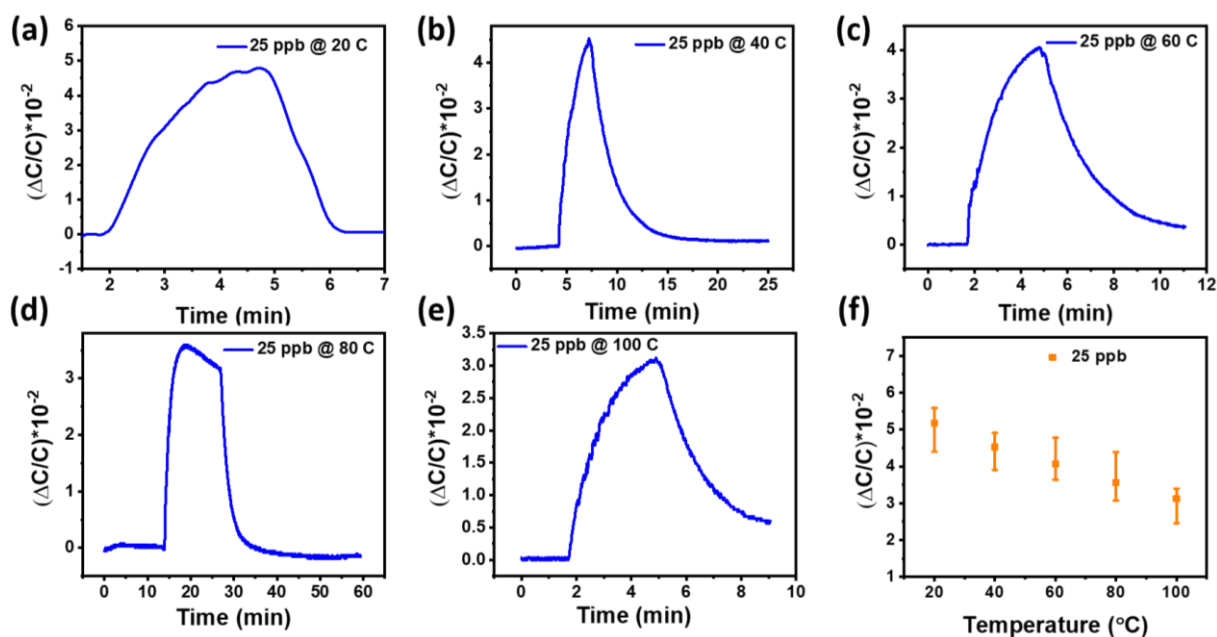 (a)
25 ppb @ 20 C
(ΔC/C)*10-2
6
5
4
3
2
1
0
-1
2 3 4 5 6 7
Time (min)
(b)
25 ppb @ 40 C
(ΔC/C)*10-2
4
2
0
0 5 10 15 20 25
Time (min)
(c)
25 ppb @ 60 C
(ΔC/C)*10-2
4
3
2
1
0
0 2 4 6 8 10 12
Time (min)
(d)
25 ppb @ 80 C
(ΔC/C)*10-2
3
2
1
0
0 10 20 30 40 50 60
Time (min)
(e)
25 ppb @ 100 C
(ΔC/C)*10-2
3.5
3.0
2.5
2.0
1.5
1.0
0.5
0.0
0 2 4 6 8 10
Time (min)
(f)
25 ppb
(ΔC/C)*10-2
7
6
5
4
3
2
1
20 40 60 80 100
Temperature (°C)